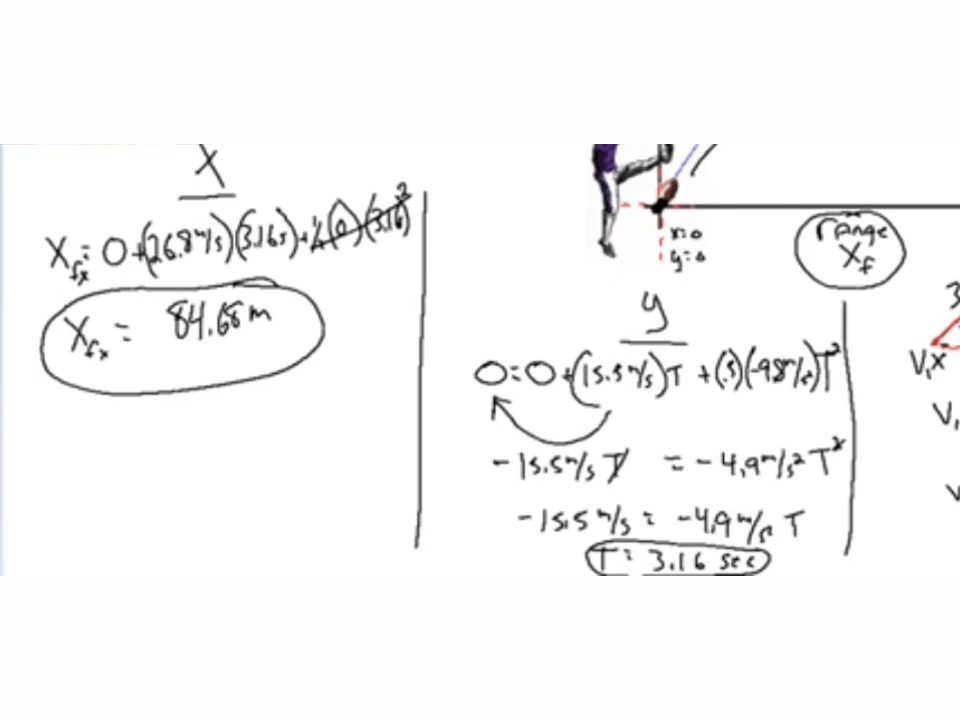 X
X_fx = 0 + (26.8 m/s)(3.16s) + ½(0)(3.16)²
X_fx = 84.68 m
x=0
y=0
range
X_f
y
0=0+(15.5 m/s)T + (.5)(-9.8 m/s²)T²
-15.5 m/s T = -4.9 m/s² T²
-15.5 m/s = -4.9 m/s² T
T = 3.16 sec
3
V,x
V,
V